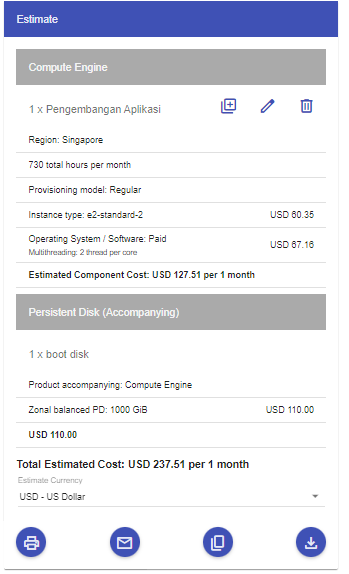 Estimate
Compute Engine
1 x Pengembangan Aplikasi
Region: Singapore
730 total hours per month
Provisioning model: Regular
Instance type: e2-standard-2 USD 60.35
Operating System / Software: Paid USD 67.16
Multithreading: 2 thread per core
Estimated Component Cost: USD 127.51 per 1 month
Persistent Disk (Accompanying)
1 x boot disk
Product accompanying: Compute Engine
Zonal balanced PD: 1000 GiB USD 110.00
USD 110.00
Total Estimated Cost: USD 237.51 per 1 month
Estimate Currency
USD - US Dollar